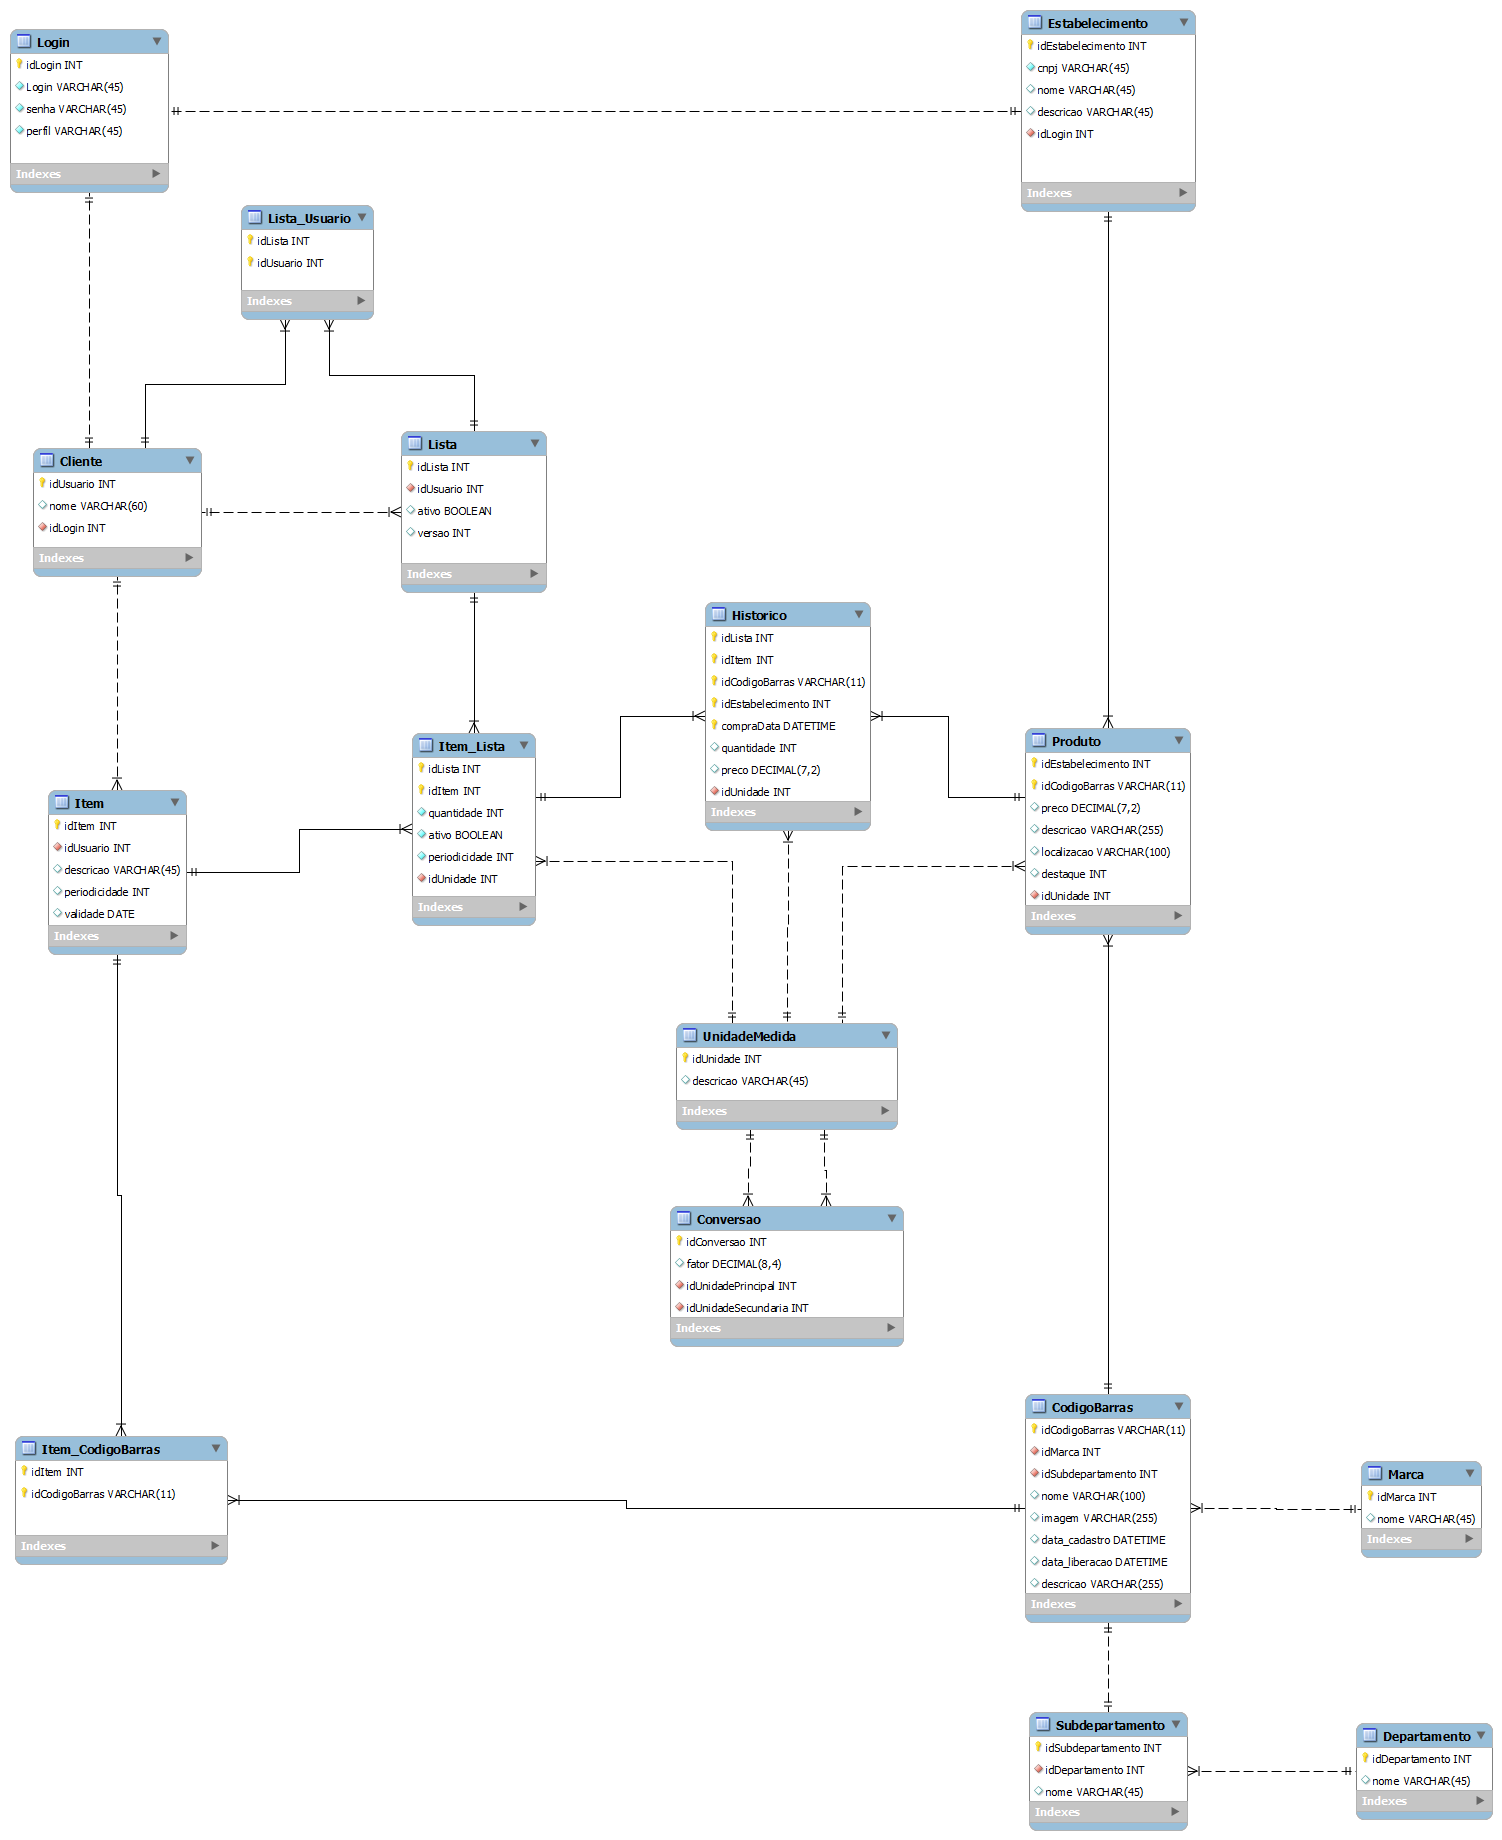 Login
idLogin INT
Login VARCHAR(45)
senha VARCHAR(45)
perfil VARCHAR(45)
Indexes
Estabelecimento
idEstabelecimento INT
cnpj VARCHAR(45)
nome VARCHAR(45)
descricao VARCHAR(45)
idLogin INT
Indexes
Lista_Usuario
idLista INT
idUsuario INT
Indexes
Cliente
idUsuario INT
nome VARCHAR(60)
idLogin INT
Indexes
Lista
idLista INT
idUsuario INT
ativo BOOLEAN
versao INT
Indexes
Historico
idLista INT
idItem INT
idCodigoBarras VARCHAR(11)
idEstabelecimento INT
compraData DATETIME
quantidade INT
preco DECIMAL(7,2)
idUnidade INT
Indexes
Item_Lista
idLista INT
idItem INT
quantidade INT
ativo BOOLEAN
periodicidade INT
idUnidade INT
Indexes
Produto
idEstabelecimento INT
idCodigoBarras VARCHAR(11)
preco DECIMAL(7,2)
descricao VARCHAR(255)
localizacao VARCHAR(100)
destaque INT
idUnidade INT
Indexes
Item
idItem INT
idUsuario INT
descricao VARCHAR(45)
periodicidade INT
validade DATE
Indexes
UnidadeMedida
idUnidade INT
descricao VARCHAR(45)
Indexes
Conversao
idConversao INT
fator DECIMAL(8,4)
idUnidadePrincipal INT
idUnidadeSecundaria INT
Indexes
Item_CodigoBarras
idItem INT
idCodigoBarras VARCHAR(11)
Indexes
CodigoBarras
idCodigoBarras VARCHAR(11)
idMarca INT
idSubdepartamento INT
nome VARCHAR(100)
imagem VARCHAR(255)
data_cadastro DATETIME
data_liberacao DATETIME
descricao VARCHAR(255)
Indexes
Marca
idMarca INT
nome VARCHAR(45)
Indexes
Subdepartamento
idSubdepartamento INT
idDepartamento INT
nome VARCHAR(45)
Indexes
Departamento
idDepartamento INT
nome VARCHAR(45)
Indexes